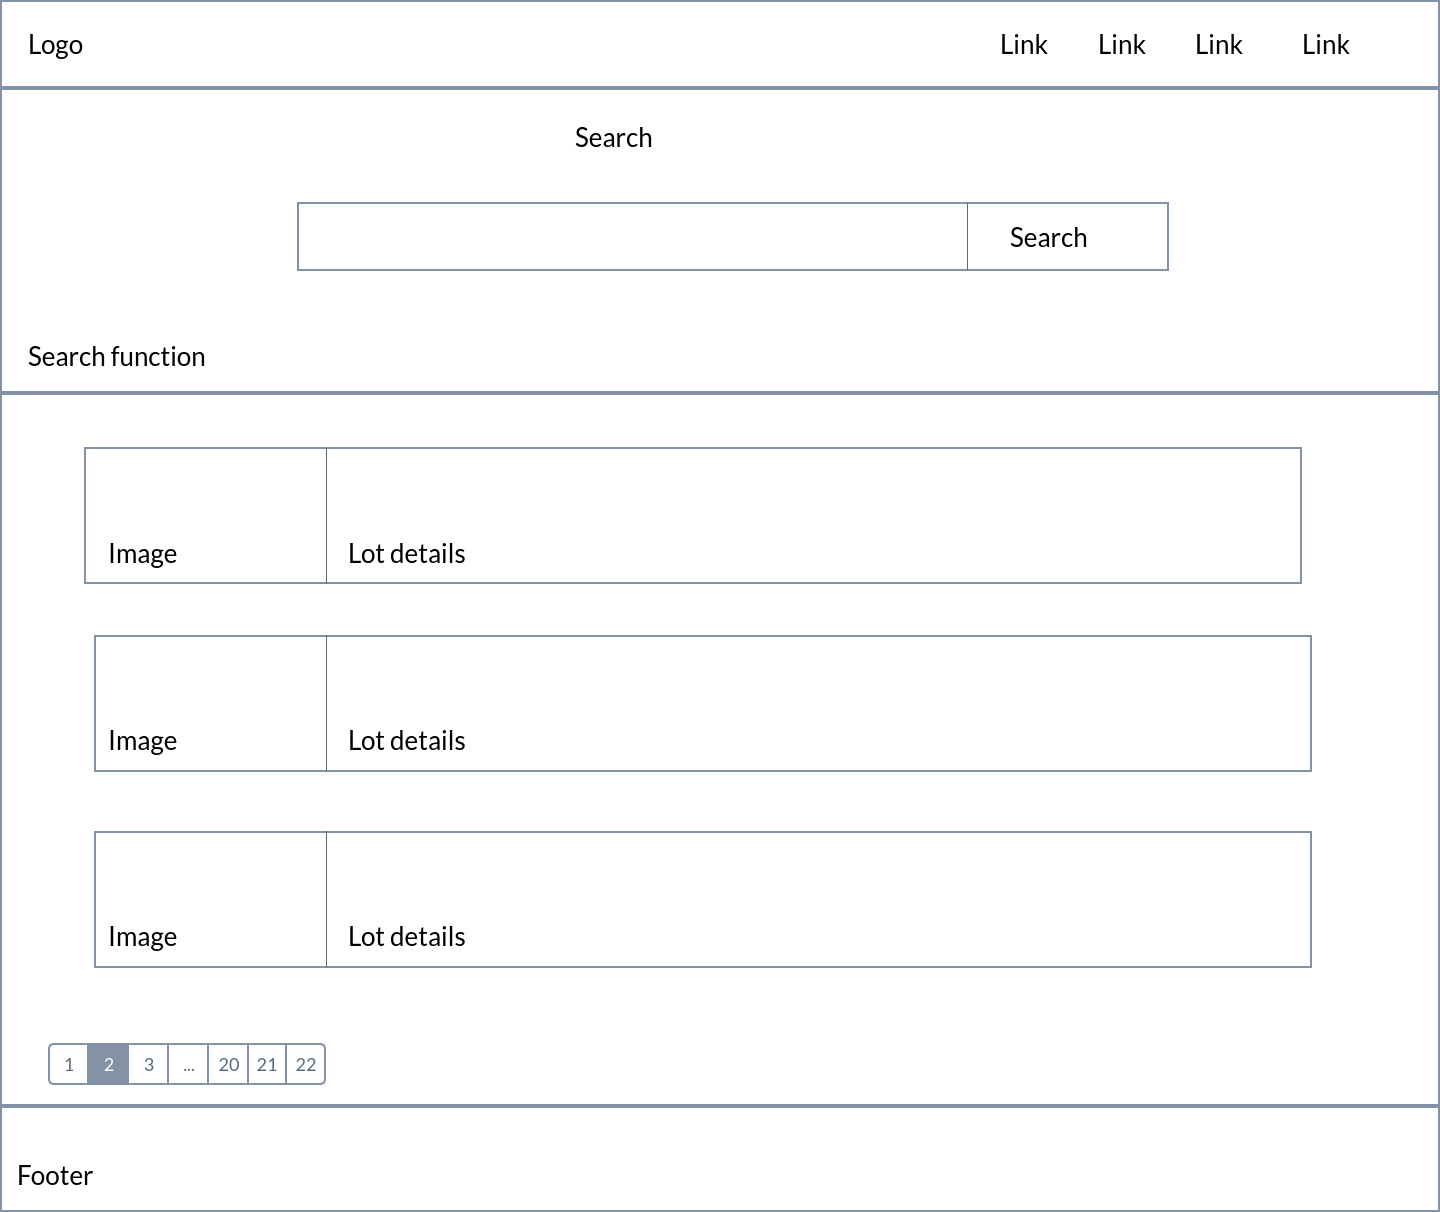 Logo Link Link Link Link
Search
Search
Search function
Image Lot details
Image Lot details
Image Lot details
1 2 3 ... 20 21 22
Footer